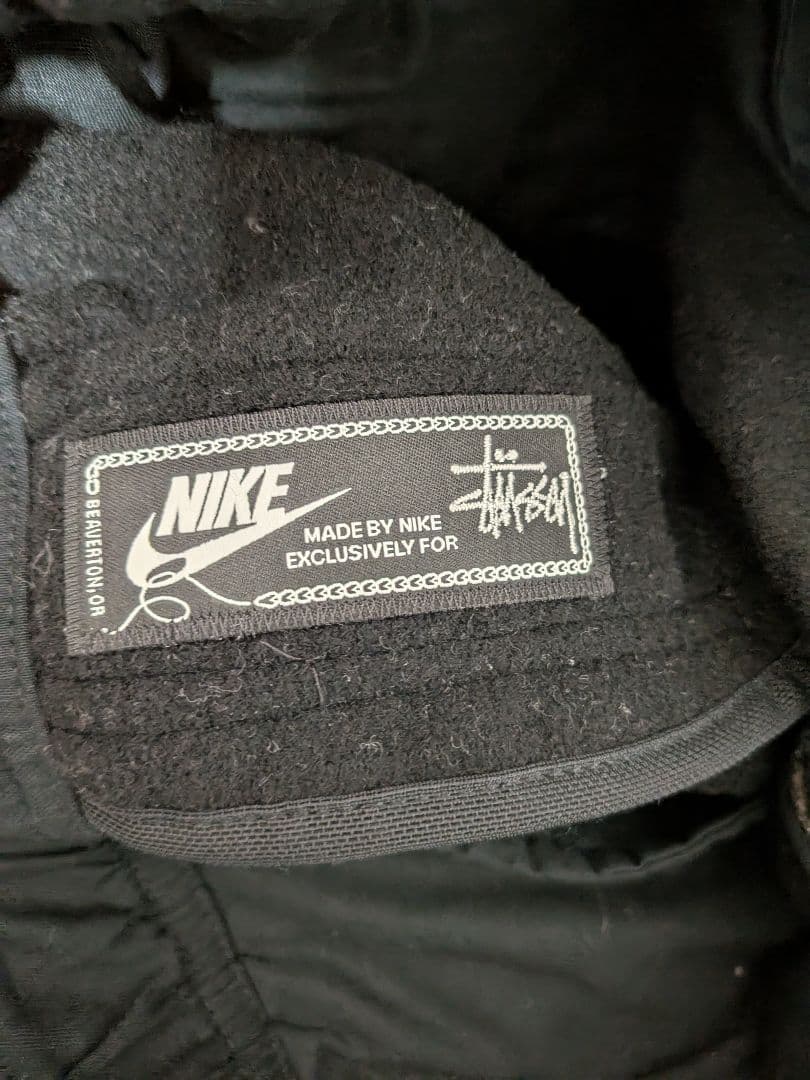 NIKE
MADE BY NIKE
EXCLUSIVELY FOR
Stüssy
BEAVERTON, OR